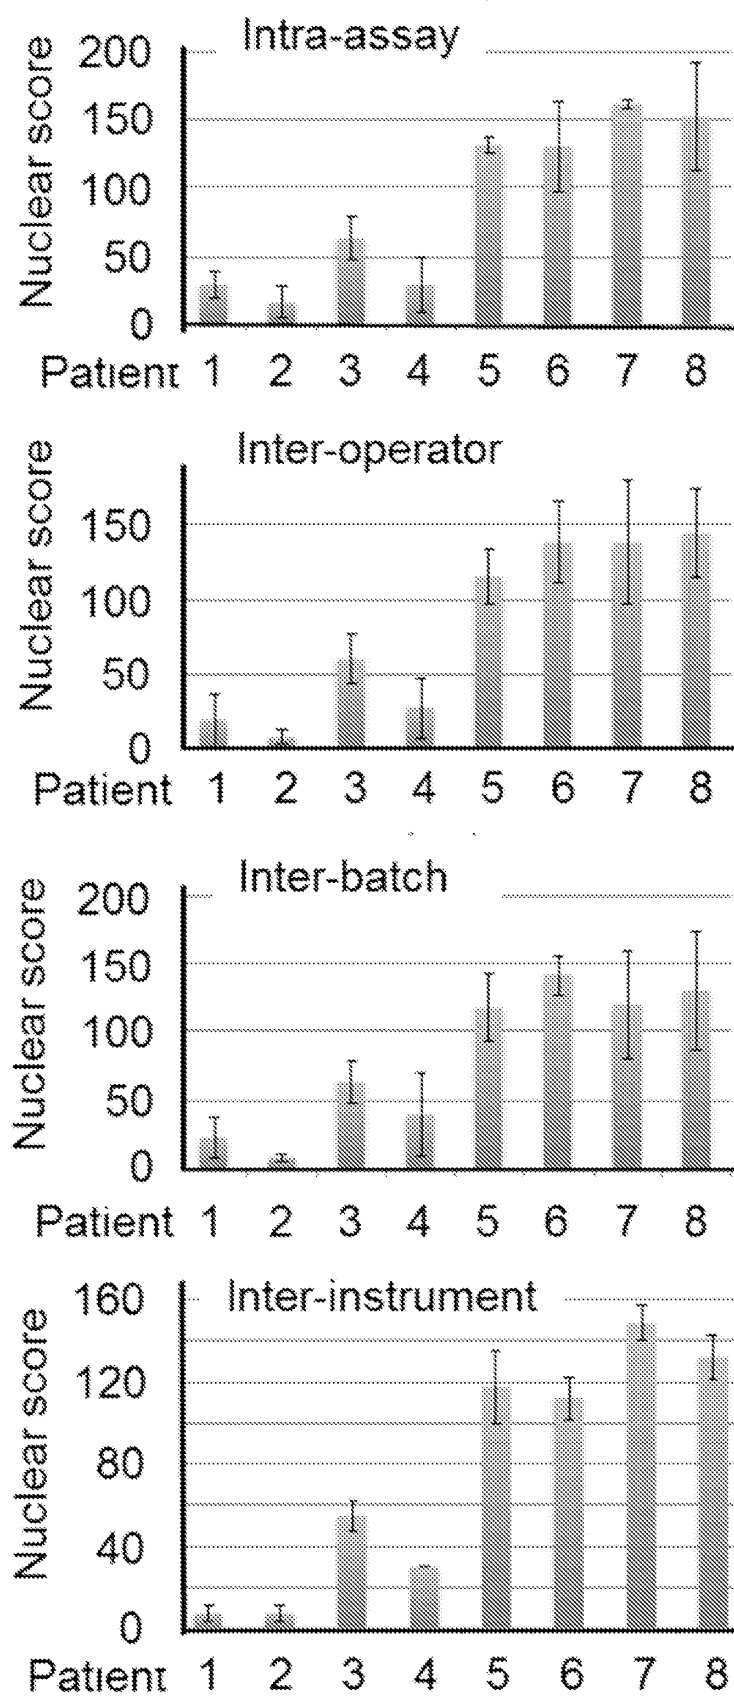 Intra-assay
Nuclear score
200
150
100
50
0
Patient 1 2 3 4 5 6 7 8
Inter-operator
Nuclear score
150
100
50
0
Patient 1 2 3 4 5 6 7 8
Inter-batch
Nuclear score
200
150
100
50
0
Patient 1 2 3 4 5 6 7 8
Inter-instrument
Nuclear score
160
120
80
40
0
Patient 1 2 3 4 5 6 7 8